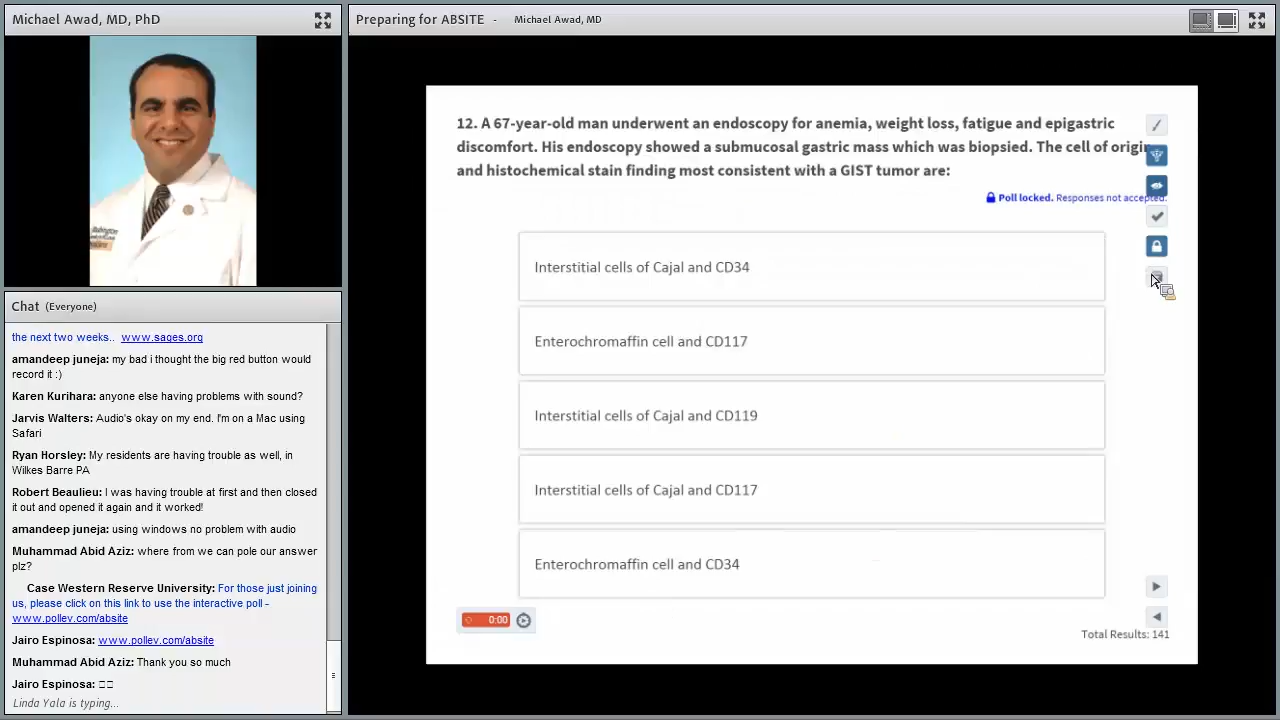 Michael Awad, MD, PhD
Preparing for ABSITE - Michael Awad, MD
12. A 67-year-old man underwent an endoscopy for anemia, weight loss, fatigue and epigastric
discomfort. His endoscopy showed a submucosal gastric mass which was biopsied. The cell of origin
and histochemical stain finding most consistent with a GIST tumor are:
Poll locked. Responses not accepted.
Interstitial cells of Cajal and CD34
Enterochromaffin cell and CD117
Interstitial cells of Cajal and CD119
Interstitial cells of Cajal and CD117
Enterochromaffin cell and CD34
0:00
Total Results: 141
Chat (Everyone)
the next two weeks.. www.sages.org
amandeep juneja: my bad i thought the big red button would
record it :)
Karen Kurihara: anyone else having problems with sound?
Jarvis Walters: Audio's okay on my end. I'm on a Mac using
Safari
Ryan Horsley: My residents are having trouble as well, in
Wilkes Barre PA
Robert Beaulieu: I was having trouble at first and then closed
it out and opened it again and it worked!
amandeep juneja: using windows no problem with audio
Muhammad Abid Aziz: where from we can pole our answer
plz?
Case Western Reserve University: For those just joining
us, please click on this link to use the interactive poll -
www.pollev.com/absite
Jairo Espinosa: www.pollev.com/absite
Muhammad Abid Aziz: Thank you so much
Jairo Espinosa:
Linda Yala is typing...